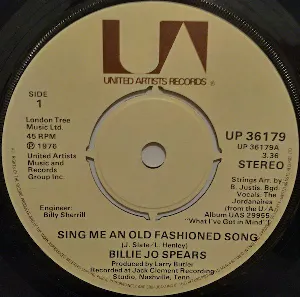 UA
UNITED ARTISTS RECORDS
SIDE
1
London Tree
Music Ltd.
45 RPM
℗ 1976
United Artists
Music and
Records
Group Inc.
UP 36179
UP 36179A
3.36
STEREO
Strings Arr. by
B. Justis. Bgd.
Vocals: The
Jordanaires
(from U-A
Album UAS 29955
"What I've Got in Mind")
Engineer:
Billy Sherrill
SING ME AN OLD FASHIONED SONG
(J. Slate-L. Henley)
BILLIE JO SPEARS
Produced by Larry Butler
Recorded at Jack Clement Recording
Studio, Nashville, Tenn.